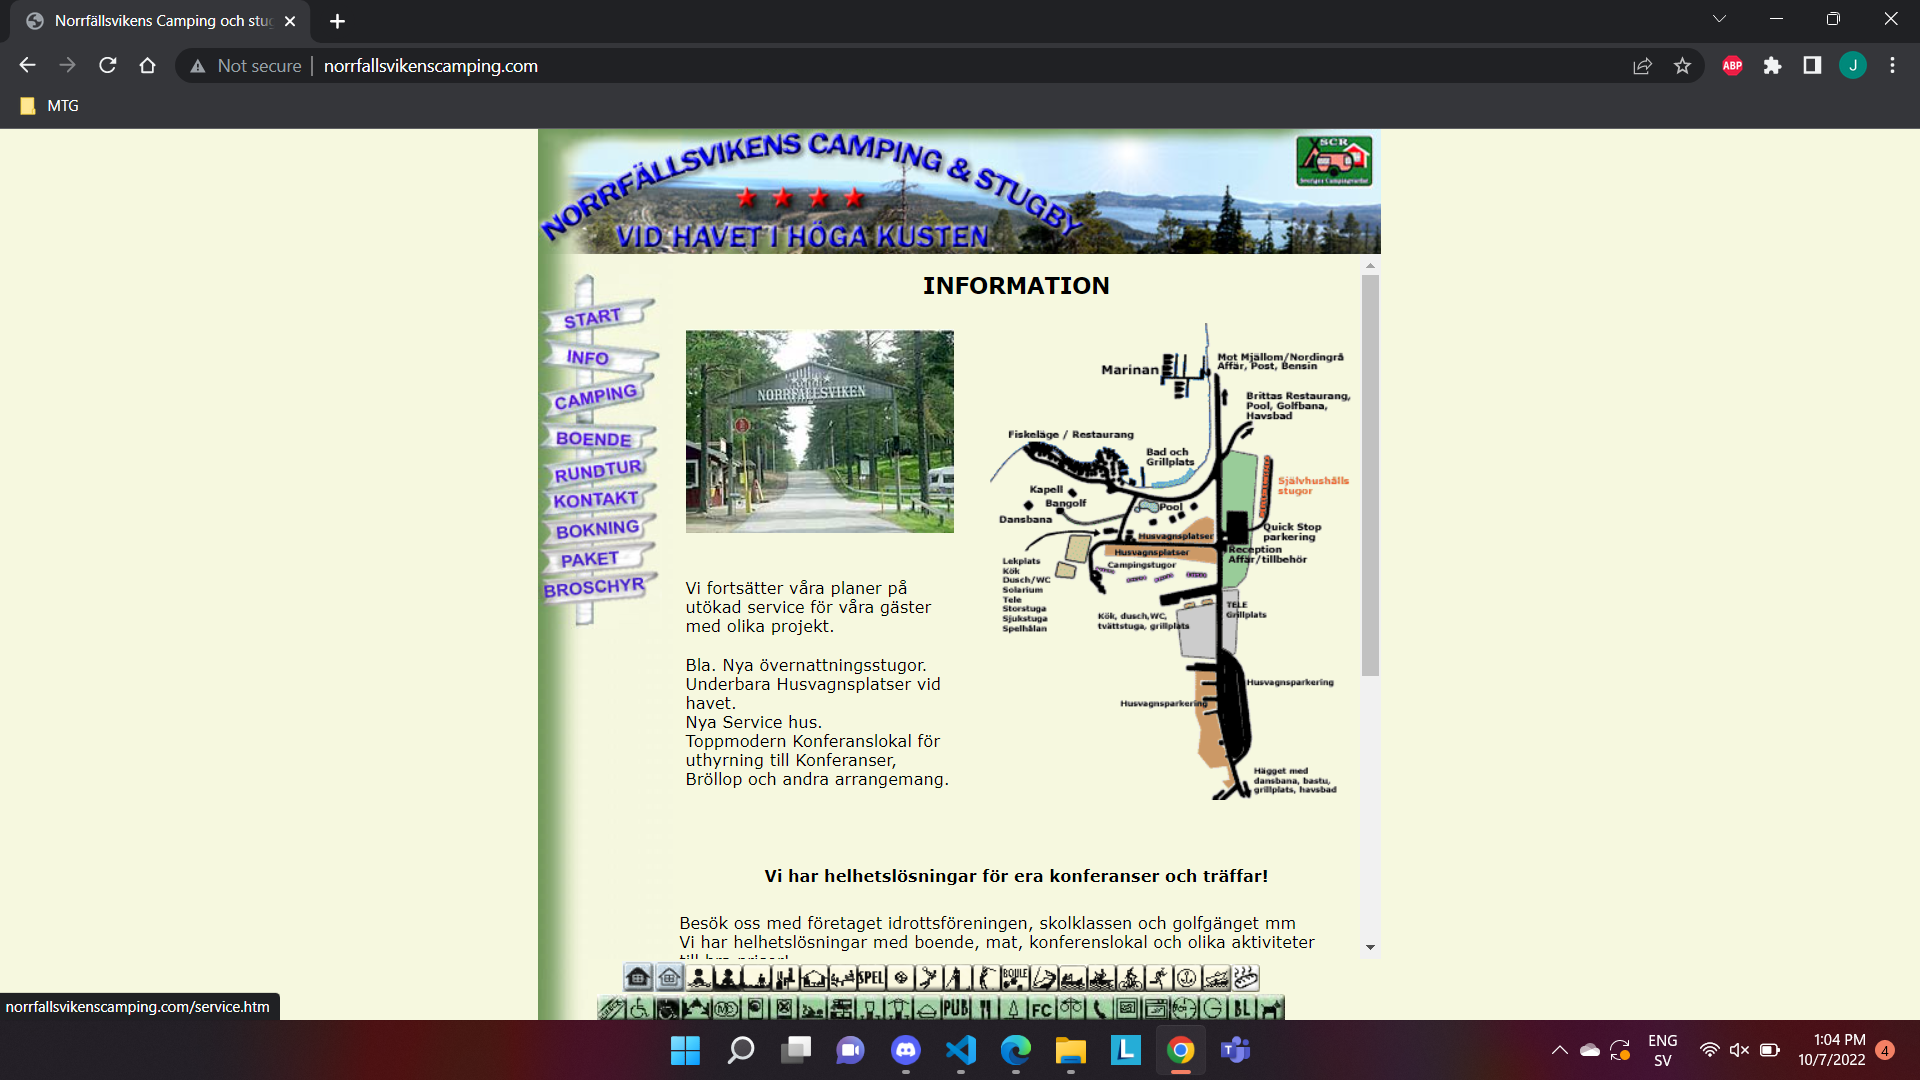 Norrfällsvikens Camping och stug
Not secure
norrfallsvikenscamping.com
ABP
J
MTG
NORRFÄLLSVIKENS CAMPING & STUGBY
VID HAVET I HÖGA KUSTEN
SCR
Sveriges Campingvärdar
START
INFO
CAMPING
BOENDE
RUNDTUR
KONTAKT
BOKNING
PAKET
BROSCHYR
INFORMATION
NORRFÄLLSVIKEN
Marinan
Mot Mjällom/Nordingrå
Affär, Post, Bensin
Brittas Restaurang,
Pool, Golfbana,
Havsbad
Fiskeläge / Restaurang
Bad och
Grillplats
Självhushålls
stugor
Kapell
Bangolf
Dansbana
Pool
Quick Stop
parkering
Husvagnsplatser
Husvagnsplatser
Reception
Affär/tillbehör
Campingstugor
Lekplats
Kök
Dusch/WC
Solarium
Tele
Storstuga
Sjukstuga
Spelhålan
Kök, dusch,WC,
tvättstuga, grillplats
TELE
Grillplats
Husvagnsparkering
Husvagnsparkering
Hägget med
dansbana, bastu,
grillplats, havsbad
Vi fortsätter våra planer på
utökad service för våra gäster
med olika projekt.
Bla. Nya övernattningsstugor.
Underbara Husvagnsplatser vid
havet.
Nya Service hus.
Toppmodern Konferanslokal för
uthyrning till Konferanser,
Bröllop och andra arrangemang.
Vi har helhetslösningar för era konferanser och träffar!
Besök oss med företaget idrottsföreningen, skolklassen och golfgänget mm
Vi har helhetslösningar med boende, mat, konferenslokal och olika aktiviteter
till bra priser!
SPEL
BOULE
PUB
FC
BL
norrfallsvikenscamping.com/service.htm
ENG
SV
1:04 PM
10/7/2022
4